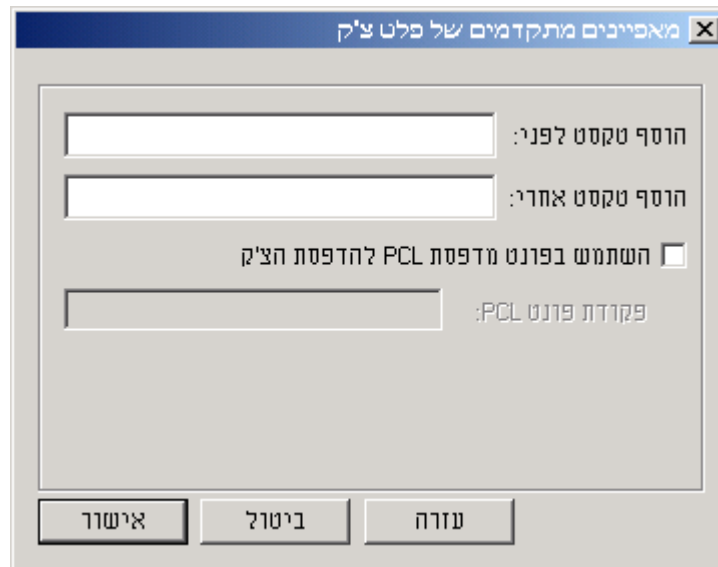 מאפיינים מתקדמים של פלט צ'ק
הוסף טקסט לפני:
הוסף טקסט אחרי:
השתמש בפונט מדפסת PCL להדפסת הצ'ק
פקודת פונט PCL:
עזרה ביטול אישור